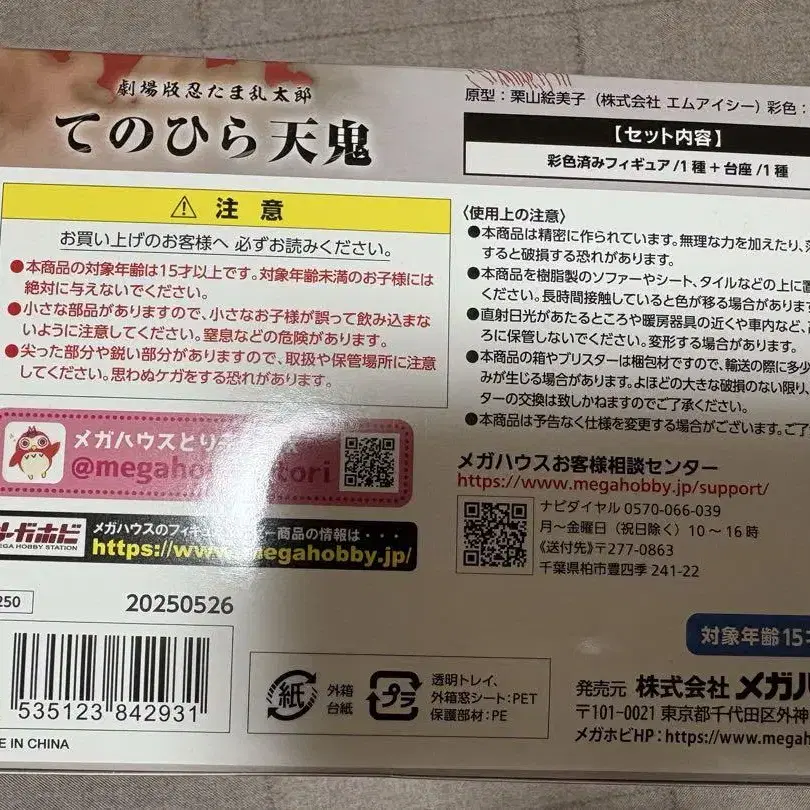 劇場版忍たま乱太郎
てのひら天鬼
原型：栗山絵美子（株式会社 エムアイシー）彩色：
【セット内容】
彩色済みフィギュア/1種＋台座/1種
注意
お買い上げのお客様へ 必ずお読みください。
●本商品の対象年齢は15才以上です。対象年齢未満のお子様には
絶対に与えないでください。
●小さな部品がありますので、小さなお子様が誤って飲み込まな
いように注意してください。窒息などの危険があります。
●尖った部分や鋭い部分がありますので、取扱や保管場所に注意
してください。思わぬケガをする恐れがあります。
〈使用上の注意〉
●本商品は精密に作られています。無理な力を加えたり、落
すると破損する恐れがあります。
●本商品を樹脂製のソファーやシート、タイルなどの上に置
ください。長時間接触していると色が移る場合があります
●直射日光があたるところや暖房器具の近くや車内など、
ろに保管しないでください。変形する場合があります。
●本商品の箱やブリスターは梱包材ですので、輸送の際に多少
みが生じる場合があります。よほどの大きな破損のない限り、
ターの交換は致しかねますのでご了承ください。
●本商品は予告なく仕様を変更する場合がございます。ご了
メガハウスとり
@megaho tori
メガホビ
MEGA HOBBY STATION
メガハウスのフィギュ 商品の情報は・・・
https://www.megahobby.jp/
メガハウスお客様相談センター
https://www.megahobby.jp/support/
ナビダイヤル 0570-066-039
月～金曜日（祝日除く）10～16時
《送付先》〒277-0863
千葉県柏市豊四季 241-22
250
20250526
535123 842931
E IN CHINA
紙
外箱
台紙
プラ
透明トレイ、
外箱窓シート:PET
保護部材:PE
対象年齢15才
発売元 株式会社 メガハ
〒101-0021 東京都千代田区外神
メガホビHP：https://www.megah